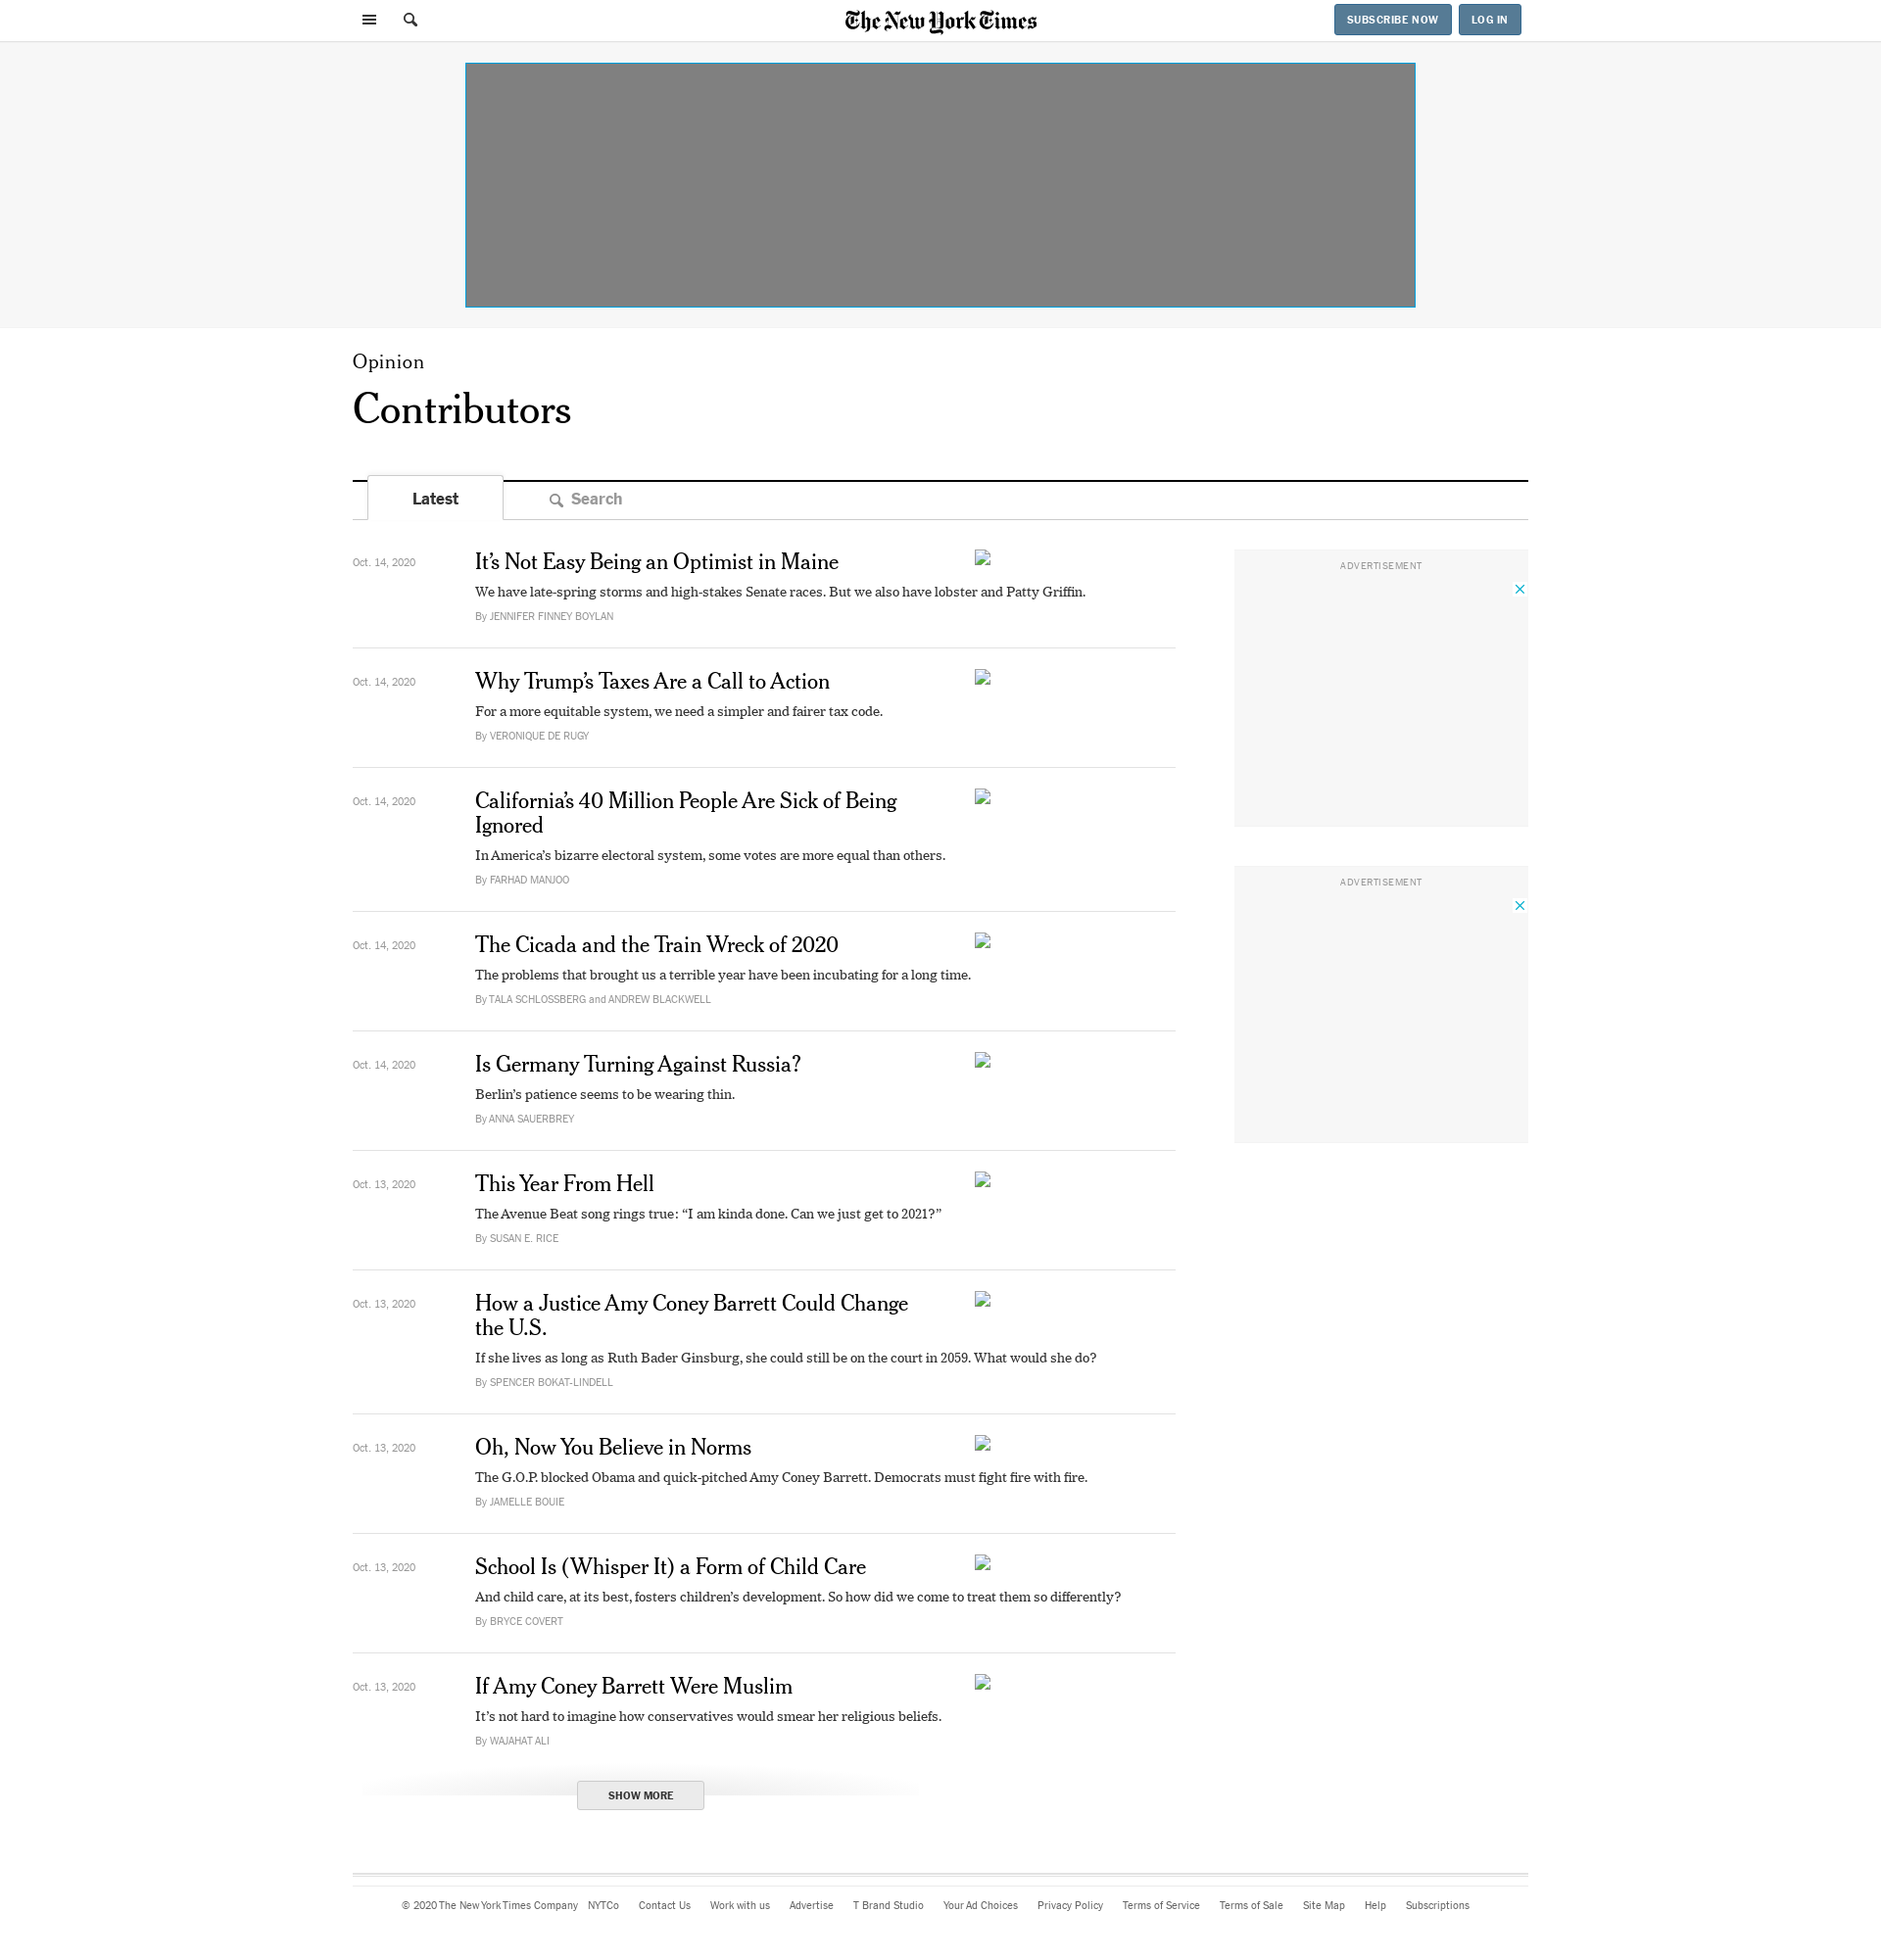 The New York Times
SUBSCRIBE NOW
LOG IN
Opinion
Contributors
Latest
Search
Oct. 14, 2020
It’s Not Easy Being an Optimist in Maine
We have late-spring storms and high-stakes Senate races. But we also have lobster and Patty Griffin.
By JENNIFER FINNEY BOYLAN
Oct. 14, 2020
Why Trump’s Taxes Are a Call to Action
For a more equitable system, we need a simpler and fairer tax code.
By VERONIQUE DE RUGY
Oct. 14, 2020
California’s 40 Million People Are Sick of Being
Ignored
In America’s bizarre electoral system, some votes are more equal than others.
By FARHAD MANJOO
Oct. 14, 2020
The Cicada and the Train Wreck of 2020
The problems that brought us a terrible year have been incubating for a long time.
By TALA SCHLOSSBERG and ANDREW BLACKWELL
Oct. 14, 2020
Is Germany Turning Against Russia?
Berlin’s patience seems to be wearing thin.
By ANNA SAUERBREY
Oct. 13, 2020
This Year From Hell
The Avenue Beat song rings true: “I am kinda done. Can we just get to 2021?”
By SUSAN E. RICE
Oct. 13, 2020
How a Justice Amy Coney Barrett Could Change
the U.S.
If she lives as long as Ruth Bader Ginsburg, she could still be on the court in 2059. What would she do?
By SPENCER BOKAT-LINDELL
Oct. 13, 2020
Oh, Now You Believe in Norms
The G.O.P. blocked Obama and quick-pitched Amy Coney Barrett. Democrats must fight fire with fire.
By JAMELLE BOUIE
Oct. 13, 2020
School Is (Whisper It) a Form of Child Care
And child care, at its best, fosters children’s development. So how did we come to treat them so differently?
By BRYCE COVERT
Oct. 13, 2020
If Amy Coney Barrett Were Muslim
It’s not hard to imagine how conservatives would smear her religious beliefs.
By WAJAHAT ALI
SHOW MORE
ADVERTISEMENT
ADVERTISEMENT
© 2020 The New York Times Company NYTCo Contact Us Work with us Advertise T Brand Studio Your Ad Choices Privacy Policy Terms of Service Terms of Sale Site Map Help Subscriptions